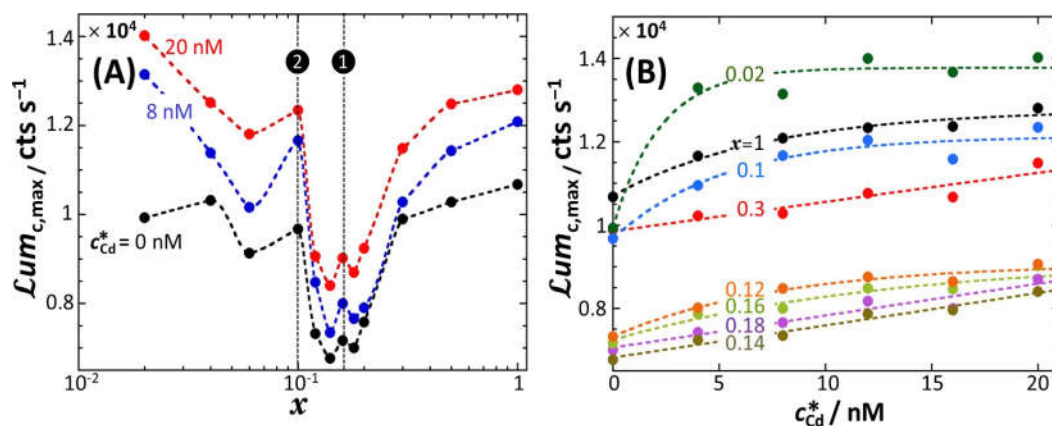 × 10⁴
(A)
20 nM
8 nM
c*Cd = 0 nM
2
1
1.4
1.2
1
0.8
ℒumc,max / cts s⁻¹
10⁻²
10⁻¹
1
x
× 10⁴
(B)
0.02
x=1
0.1
0.3
0.12
0.16
0.18
0.14
1.4
1.2
1
0.8
ℒumc,max / cts s⁻¹
0
5
10
15
20
c*Cd / nM